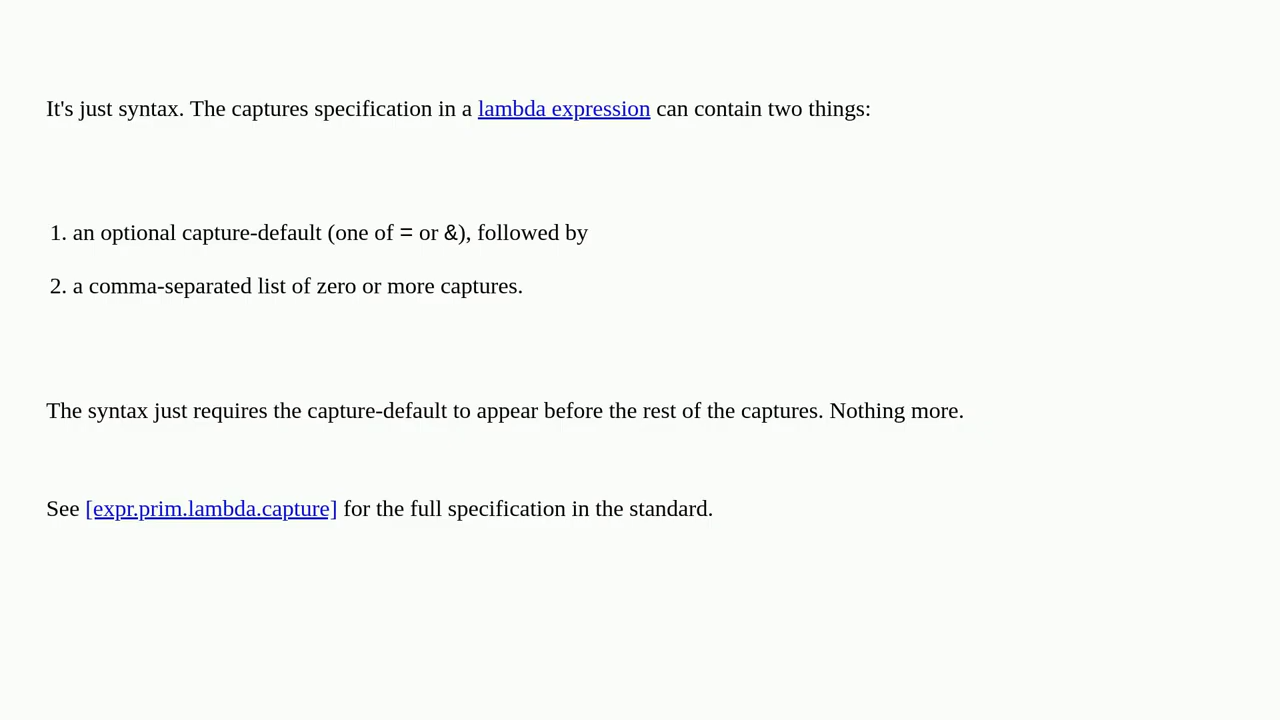 It's just syntax. The captures specification in a lambda expression can contain two things:
1. an optional capture-default (one of = or &), followed by
2. a comma-separated list of zero or more captures.
The syntax just requires the capture-default to appear before the rest of the captures. Nothing more.
See [expr.prim.lambda.capture] for the full specification in the standard.